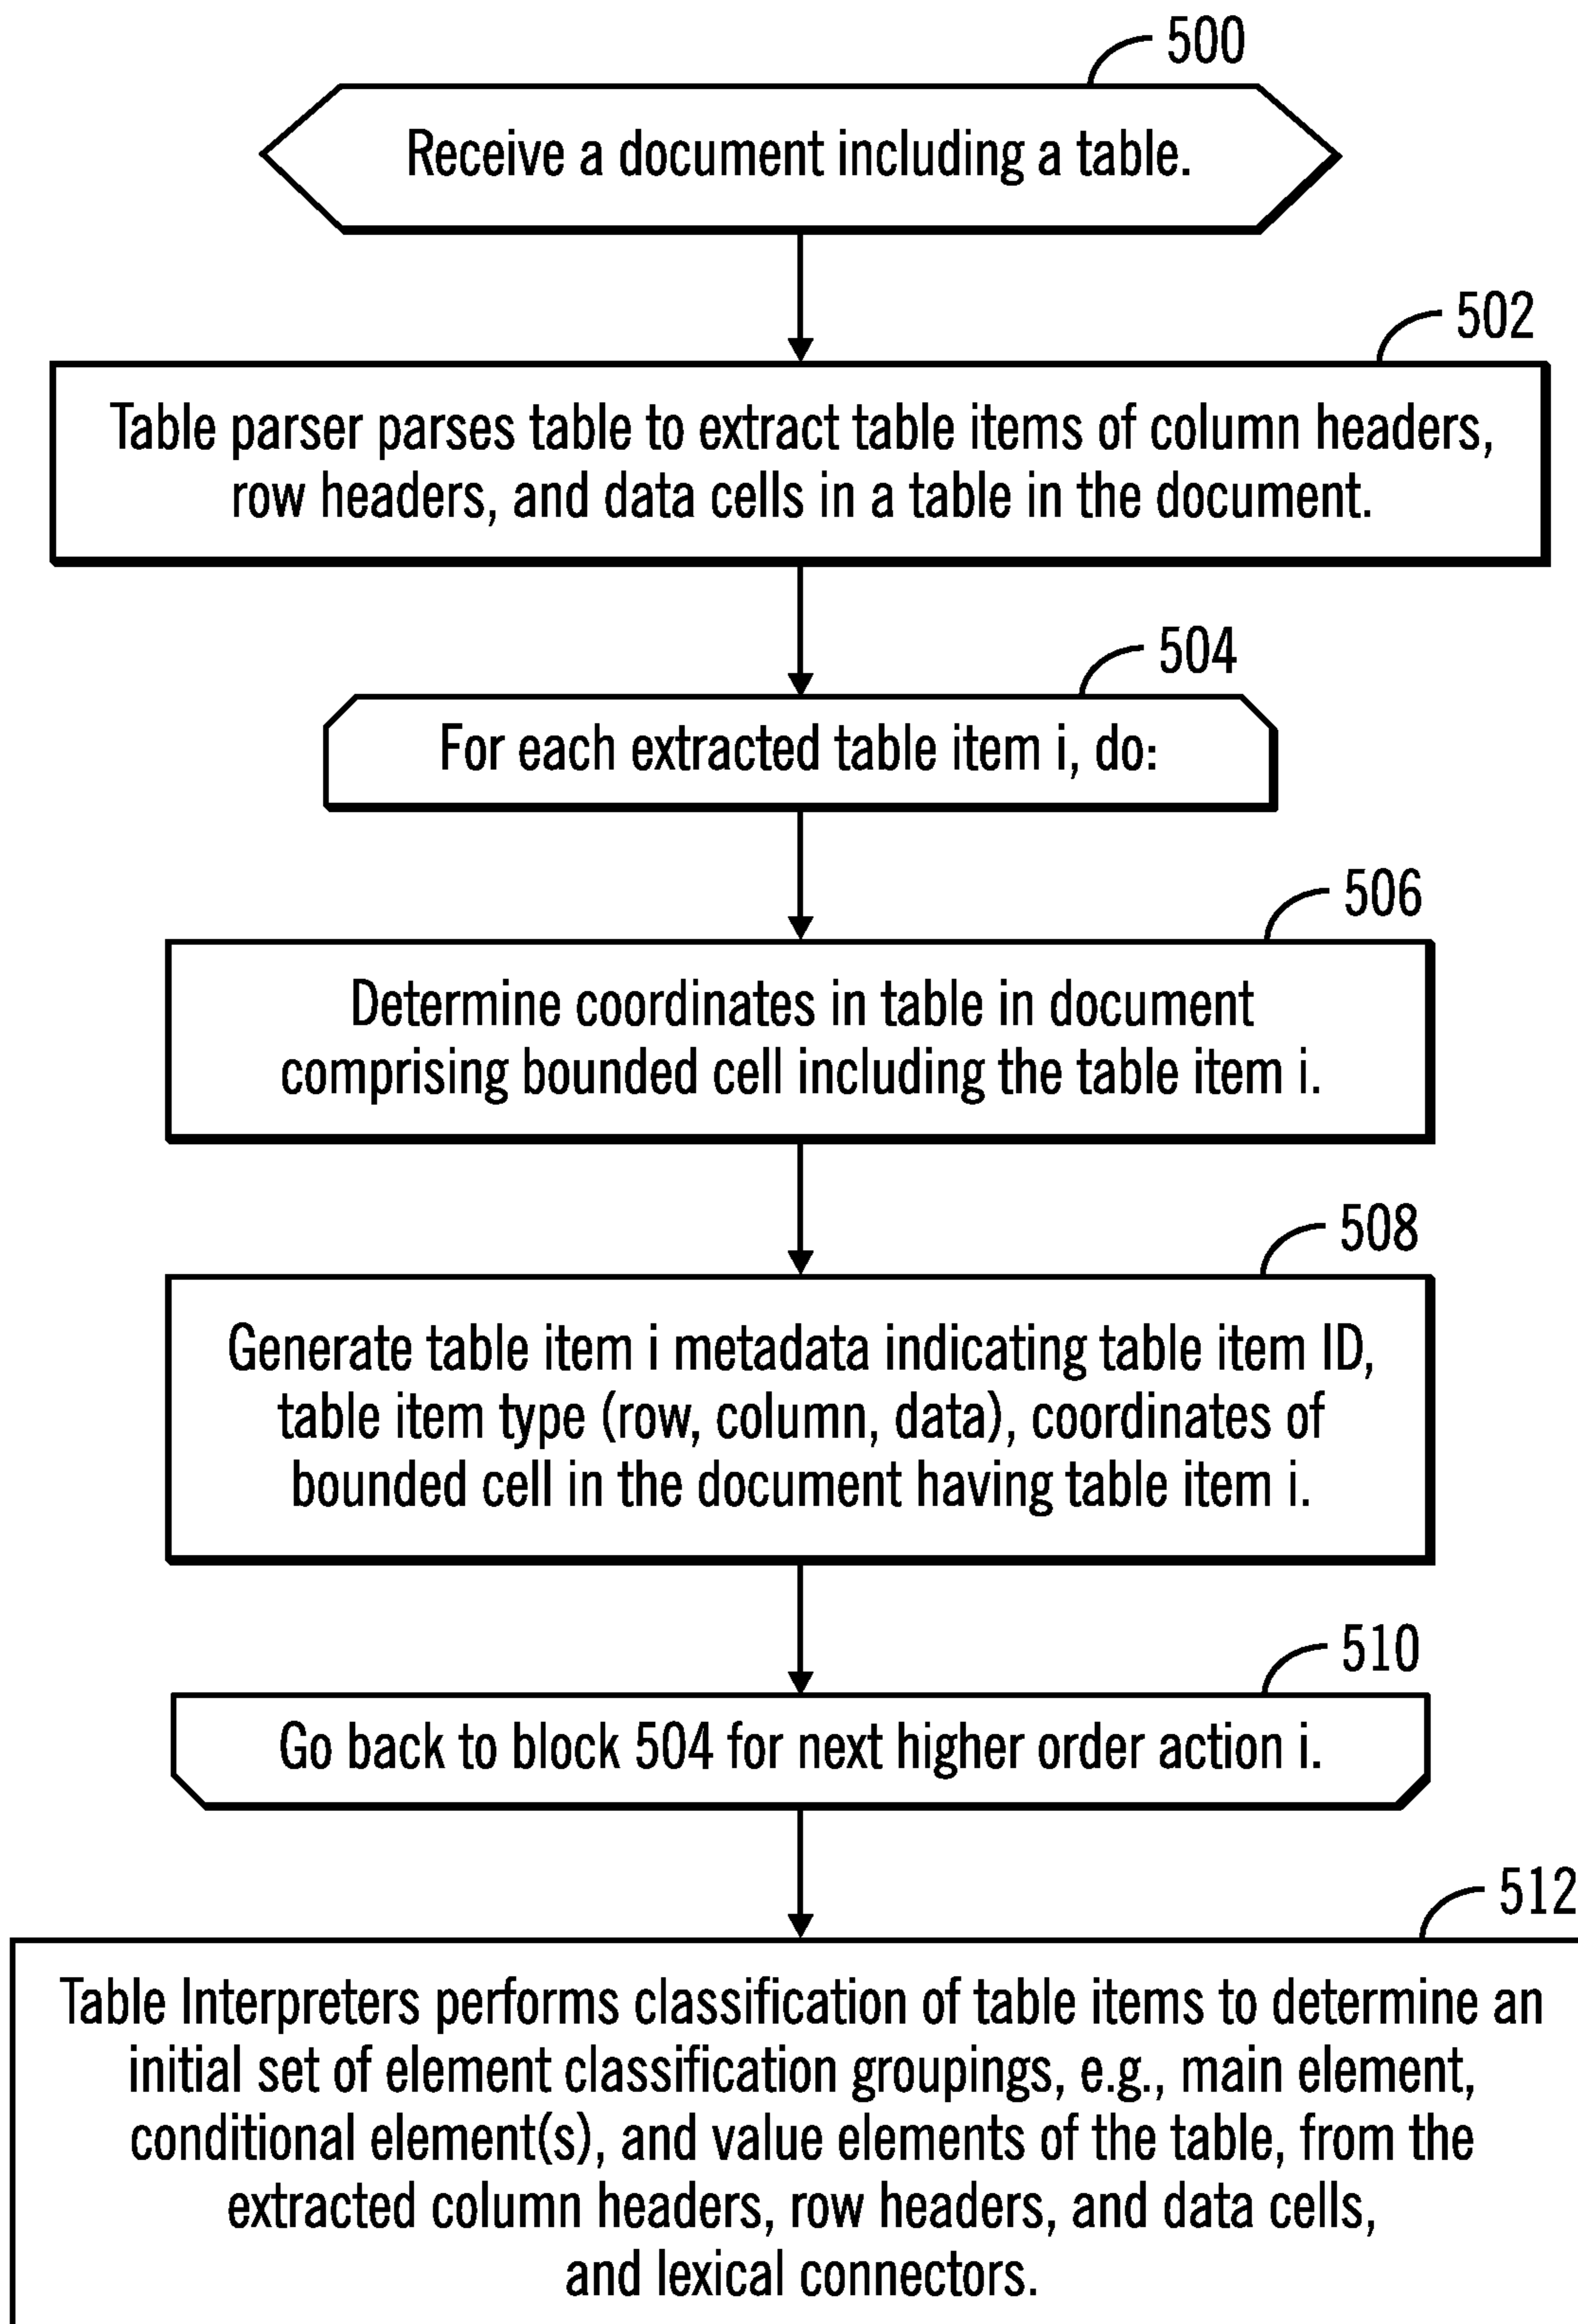 500
Receive a document including a table.
502
Table parser parses table to extract table items of column headers,
row headers, and data cells in a table in the document.
504
For each extracted table item i, do:
506
Determine coordinates in table in document
comprising bounded cell including the table item i.
508
Generate table item i metadata indicating table item ID,
table item type (row, column, data), coordinates of
bounded cell in the document having table item i.
510
Go back to block 504 for next higher order action i.
512
Table Interpreters performs classification of table items to determine an
initial set of element classification groupings, e.g., main element,
conditional element(s), and value elements of the table, from the
extracted column headers, row headers, and data cells,
and lexical connectors.